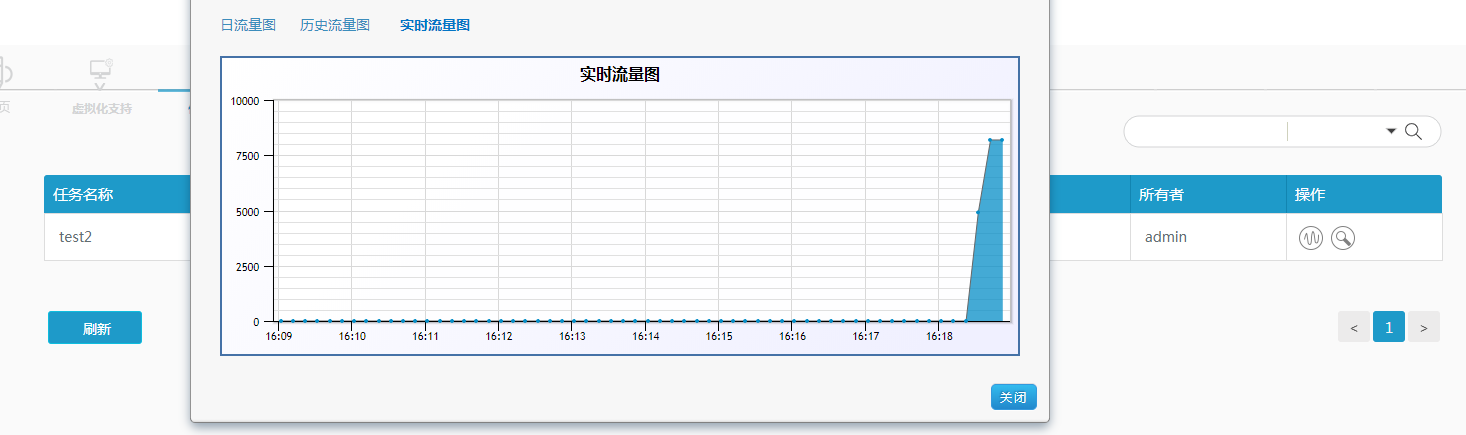 日流量图 历史流量图 实时流量图
实时流量图
10000
7500
5000
2500
0
16:09 16:10 16:11 16:12 16:13 16:14 16:15 16:16 16:17 16:18
页 虚拟化支持
任务名称 所有者 操作
test2 admin
刷新 < 1 >
关闭